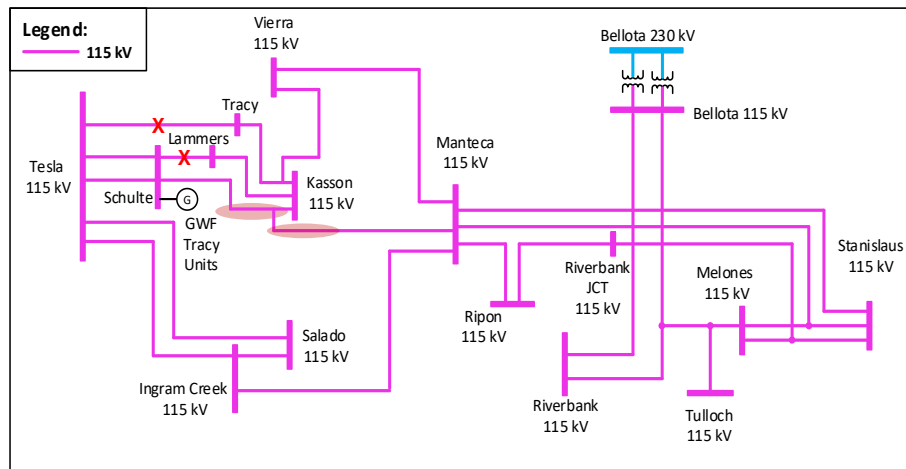 Legend:
115 kV
Vierra
115 kV
Bellota 230 kV
Tracy
Bellota 115 kV
Lammers
Manteca
115 kV
Tesla
115 kV
Kasson
115 kV
Schulte
G
GWF
Tracy
Units
Stanislaus
115 kV
Riverbank
JCT
115 kV
Melones
115 kV
Ripon
115 kV
Salado
115 kV
Ingram Creek
115 kV
Riverbank
115 kV
Tulloch
115 kV